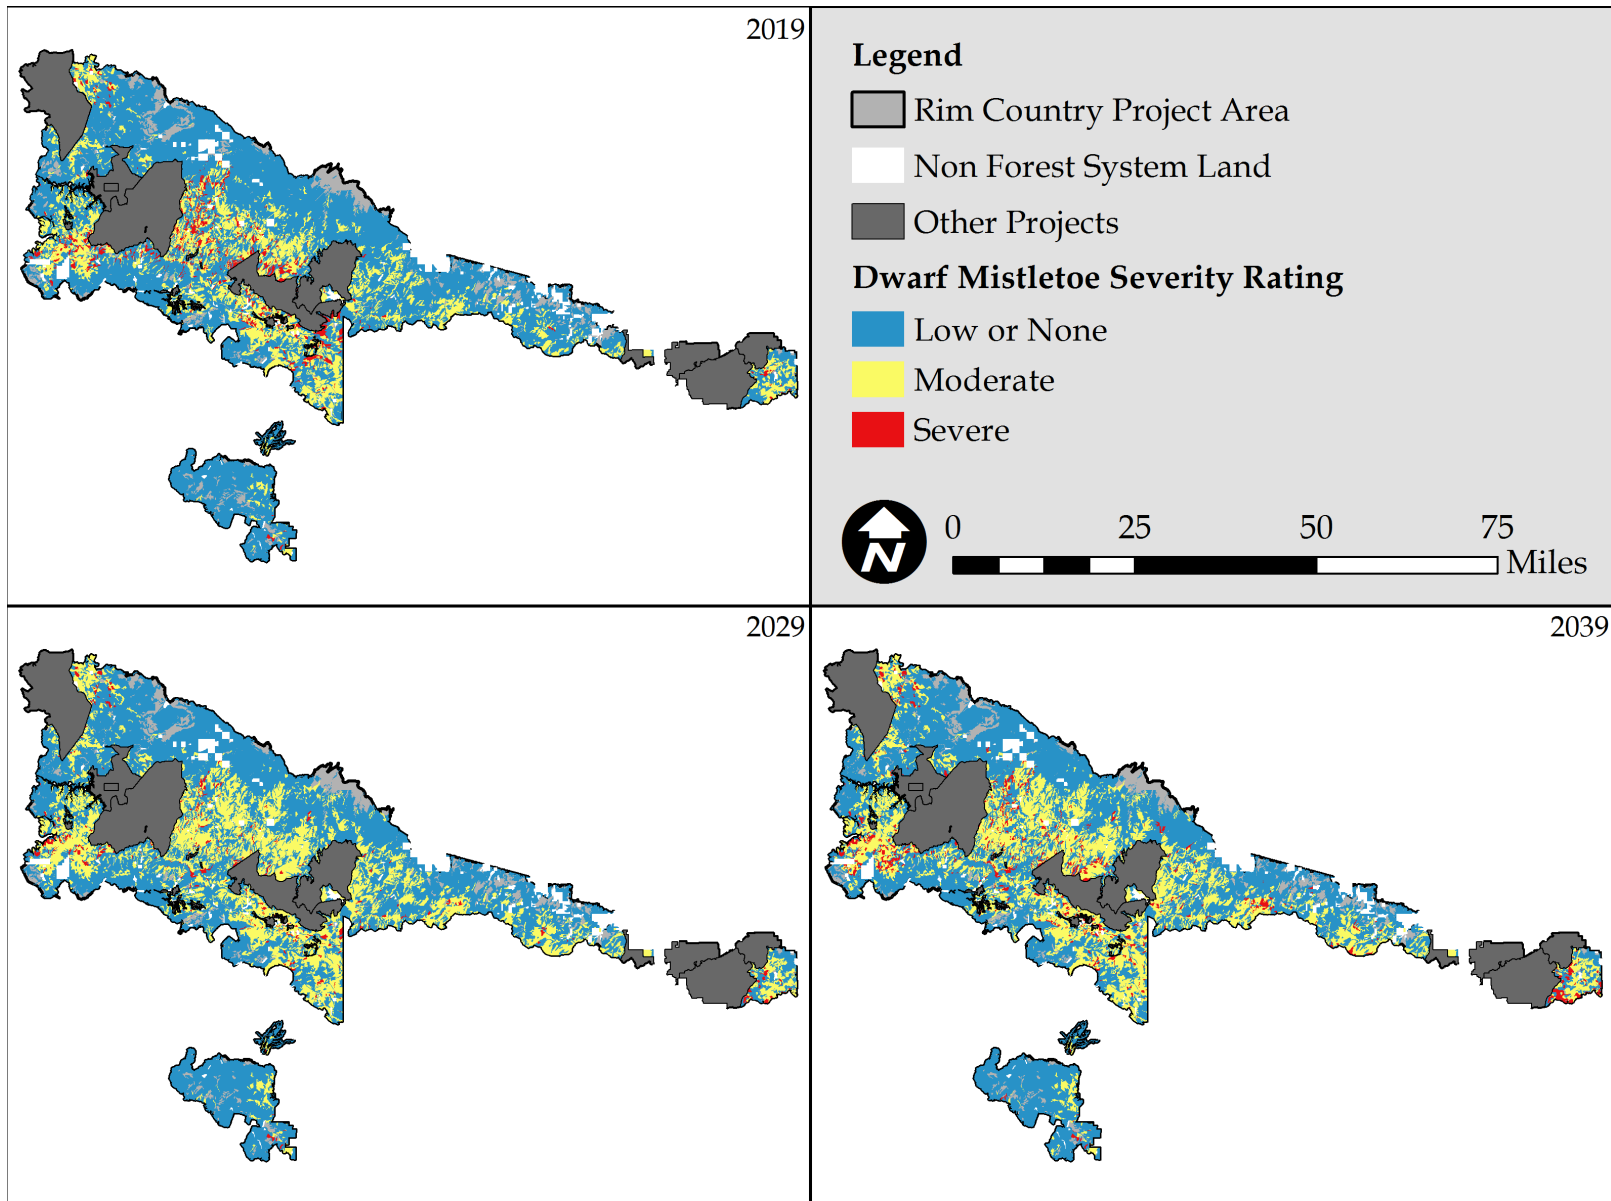 2019
Legend
Rim Country Project Area
Non Forest System Land
Other Projects
Dwarf Mistletoe Severity Rating
Low or None
Moderate
Severe
N
0 25 50 75
Miles
2029
2039